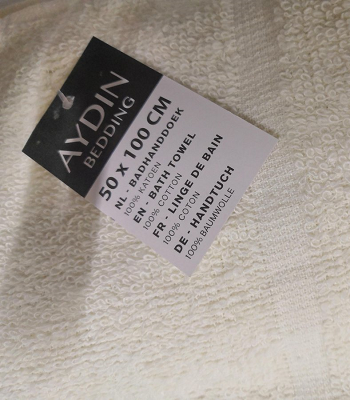 AYDIN
BEDDING
50 X 100 CM
NL - BADHANDDOEK
100% KATOEN
EN - BATH TOWEL
100% COTTON
FR - LINGE DE BAIN
100% COTON
DE - HANDTUCH
100% BAUMWOLLE